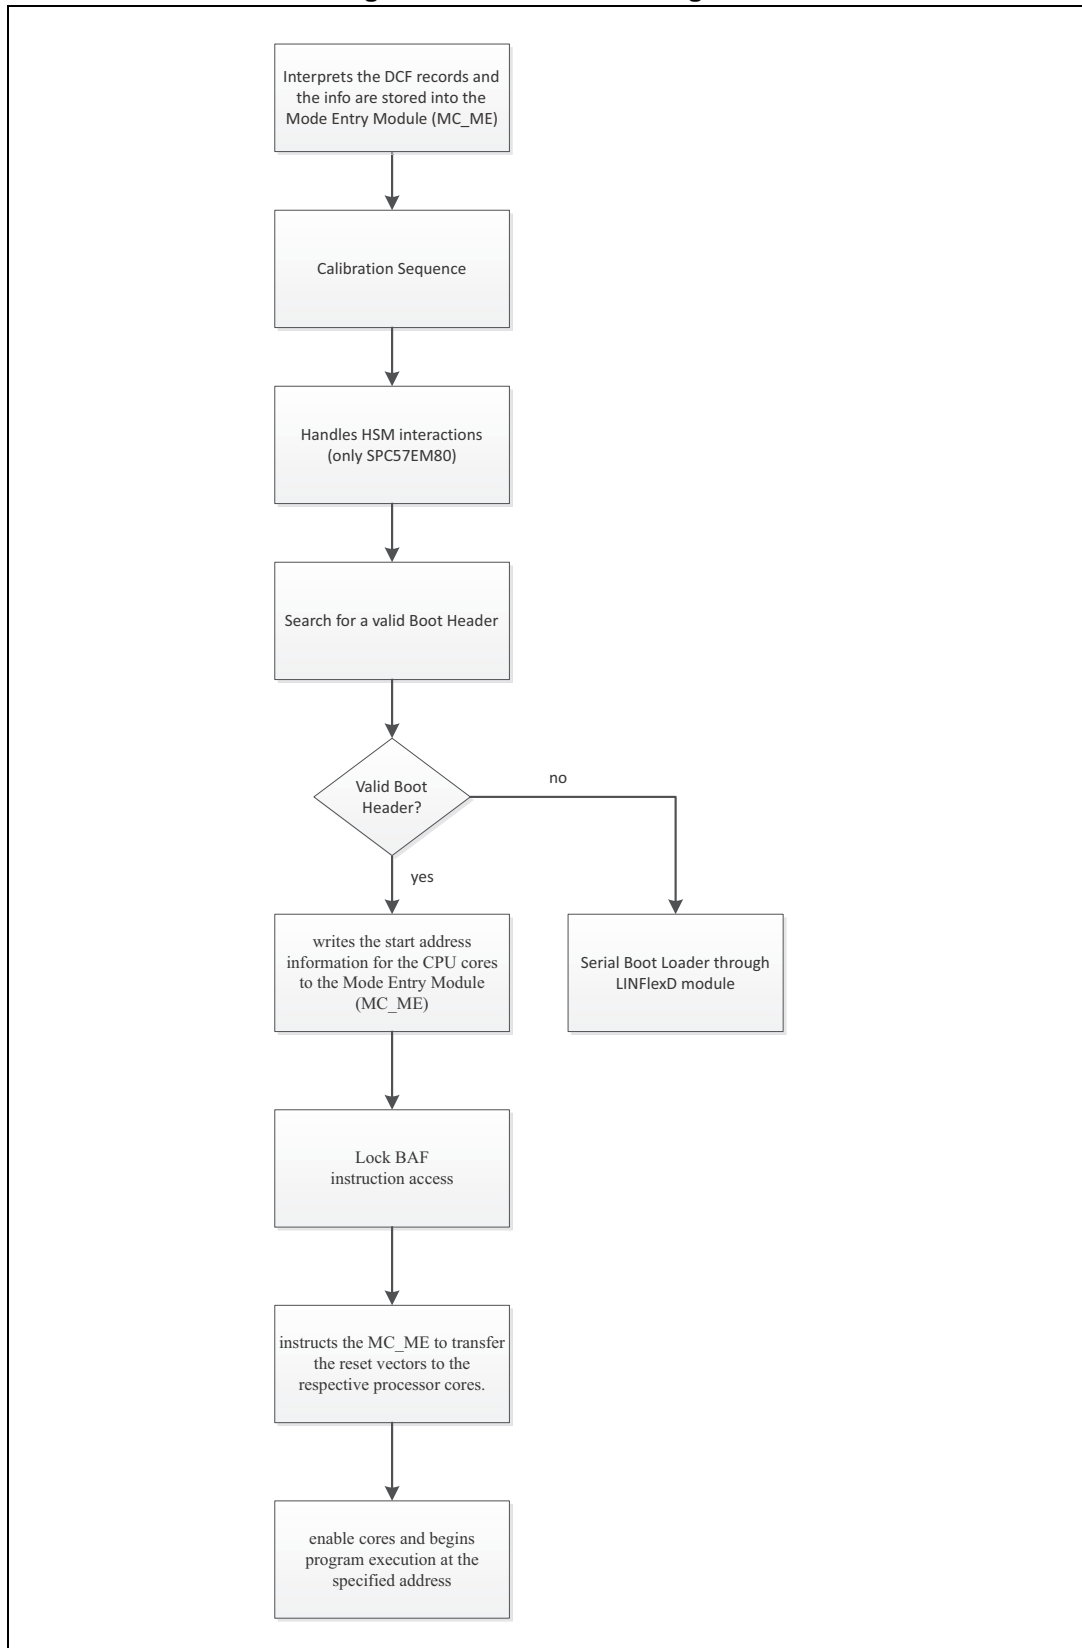 Interprets the DCF records and
the info are stored into the
Mode Entry Module (MC_ME)
Calibration Sequence
Handles HSM interactions
(only SPC57EM80)
Search for a valid Boot Header
Valid Boot
Header?
no
yes
writes the start address
information for the CPU cores
to the Mode Entry Module
(MC_ME)
Serial Boot Loader through
LINFlexD module
Lock BAF
instruction access
instructs the MC_ME to transfer
the reset vectors to the
respective processor cores.
enable cores and begins
program execution at the
specified address